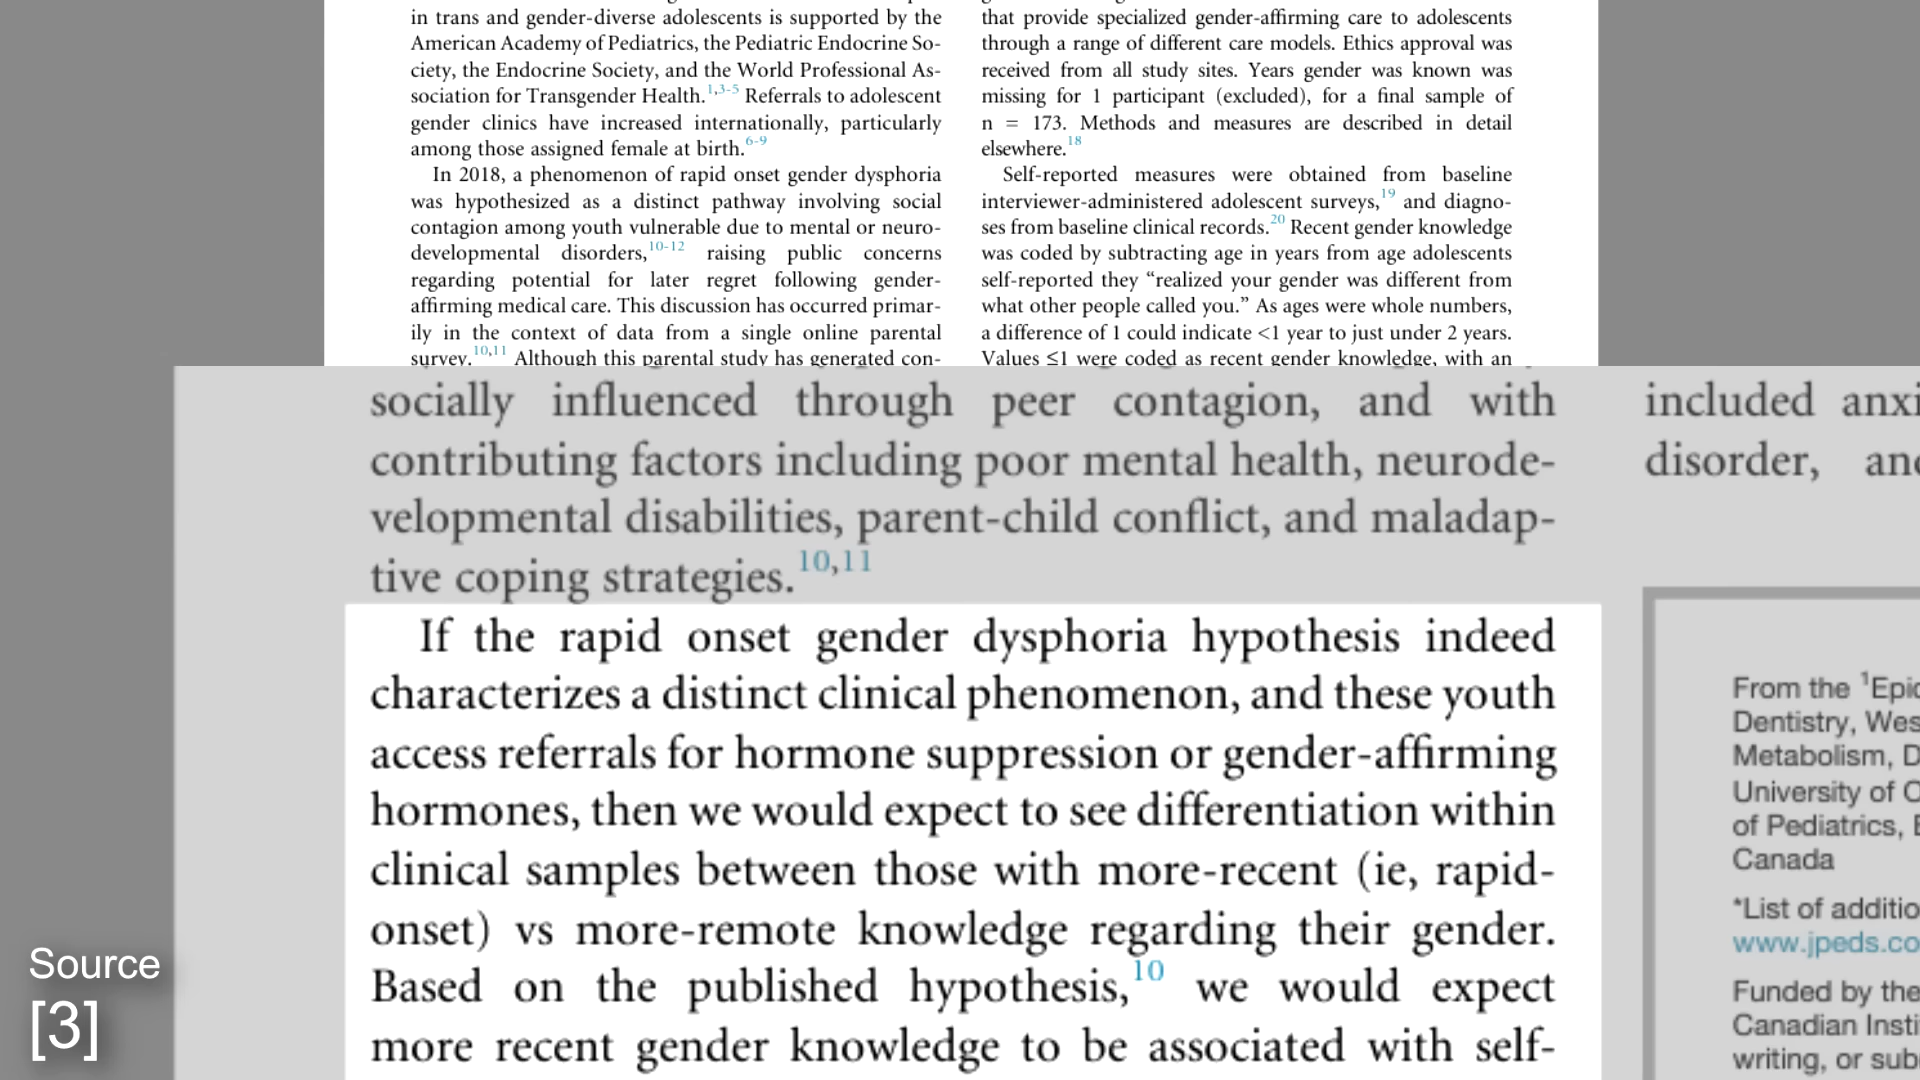 in trans and gender-diverse adolescents is supported by the
American Academy of Pediatrics, the Pediatric Endocrine So-
ciety, the Endocrine Society, and the World Professional As-
sociation for Transgender Health.1,3-5 Referrals to adolescent
gender clinics have increased internationally, particularly
among those assigned female at birth.6-9
In 2018, a phenomenon of rapid onset gender dysphoria
was hypothesized as a distinct pathway involving social
contagion among youth vulnerable due to mental or neuro-
developmental disorders,10-12 raising public concerns
regarding potential for later regret following gender-
affirming medical care. This discussion has occurred primar-
ily in the context of data from a single online parental
survey.10,11 Although this parental study has generated con-
that provide specialized gender-affirming care to adolescents
through a range of different care models. Ethics approval was
received from all study sites. Years gender was known was
missing for 1 participant (excluded), for a final sample of
n = 173. Methods and measures are described in detail
elsewhere.18
Self-reported measures were obtained from baseline
interviewer-administered adolescent surveys,19 and diagno-
ses from baseline clinical records.20 Recent gender knowledge
was coded by subtracting age in years from age adolescents
self-reported they “realized your gender was different from
what other people called you.” As ages were whole numbers,
a difference of 1 could indicate <1 year to just under 2 years.
Values ≤1 were coded as recent gender knowledge, with an
socially influenced through peer contagion, and with
contributing factors including poor mental health, neurode-
velopmental disabilities, parent-child conflict, and maladap-
tive coping strategies.10,11
If the rapid onset gender dysphoria hypothesis indeed
characterizes a distinct clinical phenomenon, and these youth
access referrals for hormone suppression or gender-affirming
hormones, then we would expect to see differentiation within
clinical samples between those with more-recent (ie, rapid-
onset) vs more-remote knowledge regarding their gender.
Based on the published hypothesis,10 we would expect
more recent gender knowledge to be associated with self-
included anxi
disorder, and
From the 1Epid
Dentistry, Wes
Metabolism, D
University of C
of Pediatrics, B
Canada
*List of additio
www.jpeds.co
Funded by the
Canadian Insti
writing, or sub
Source
[3]